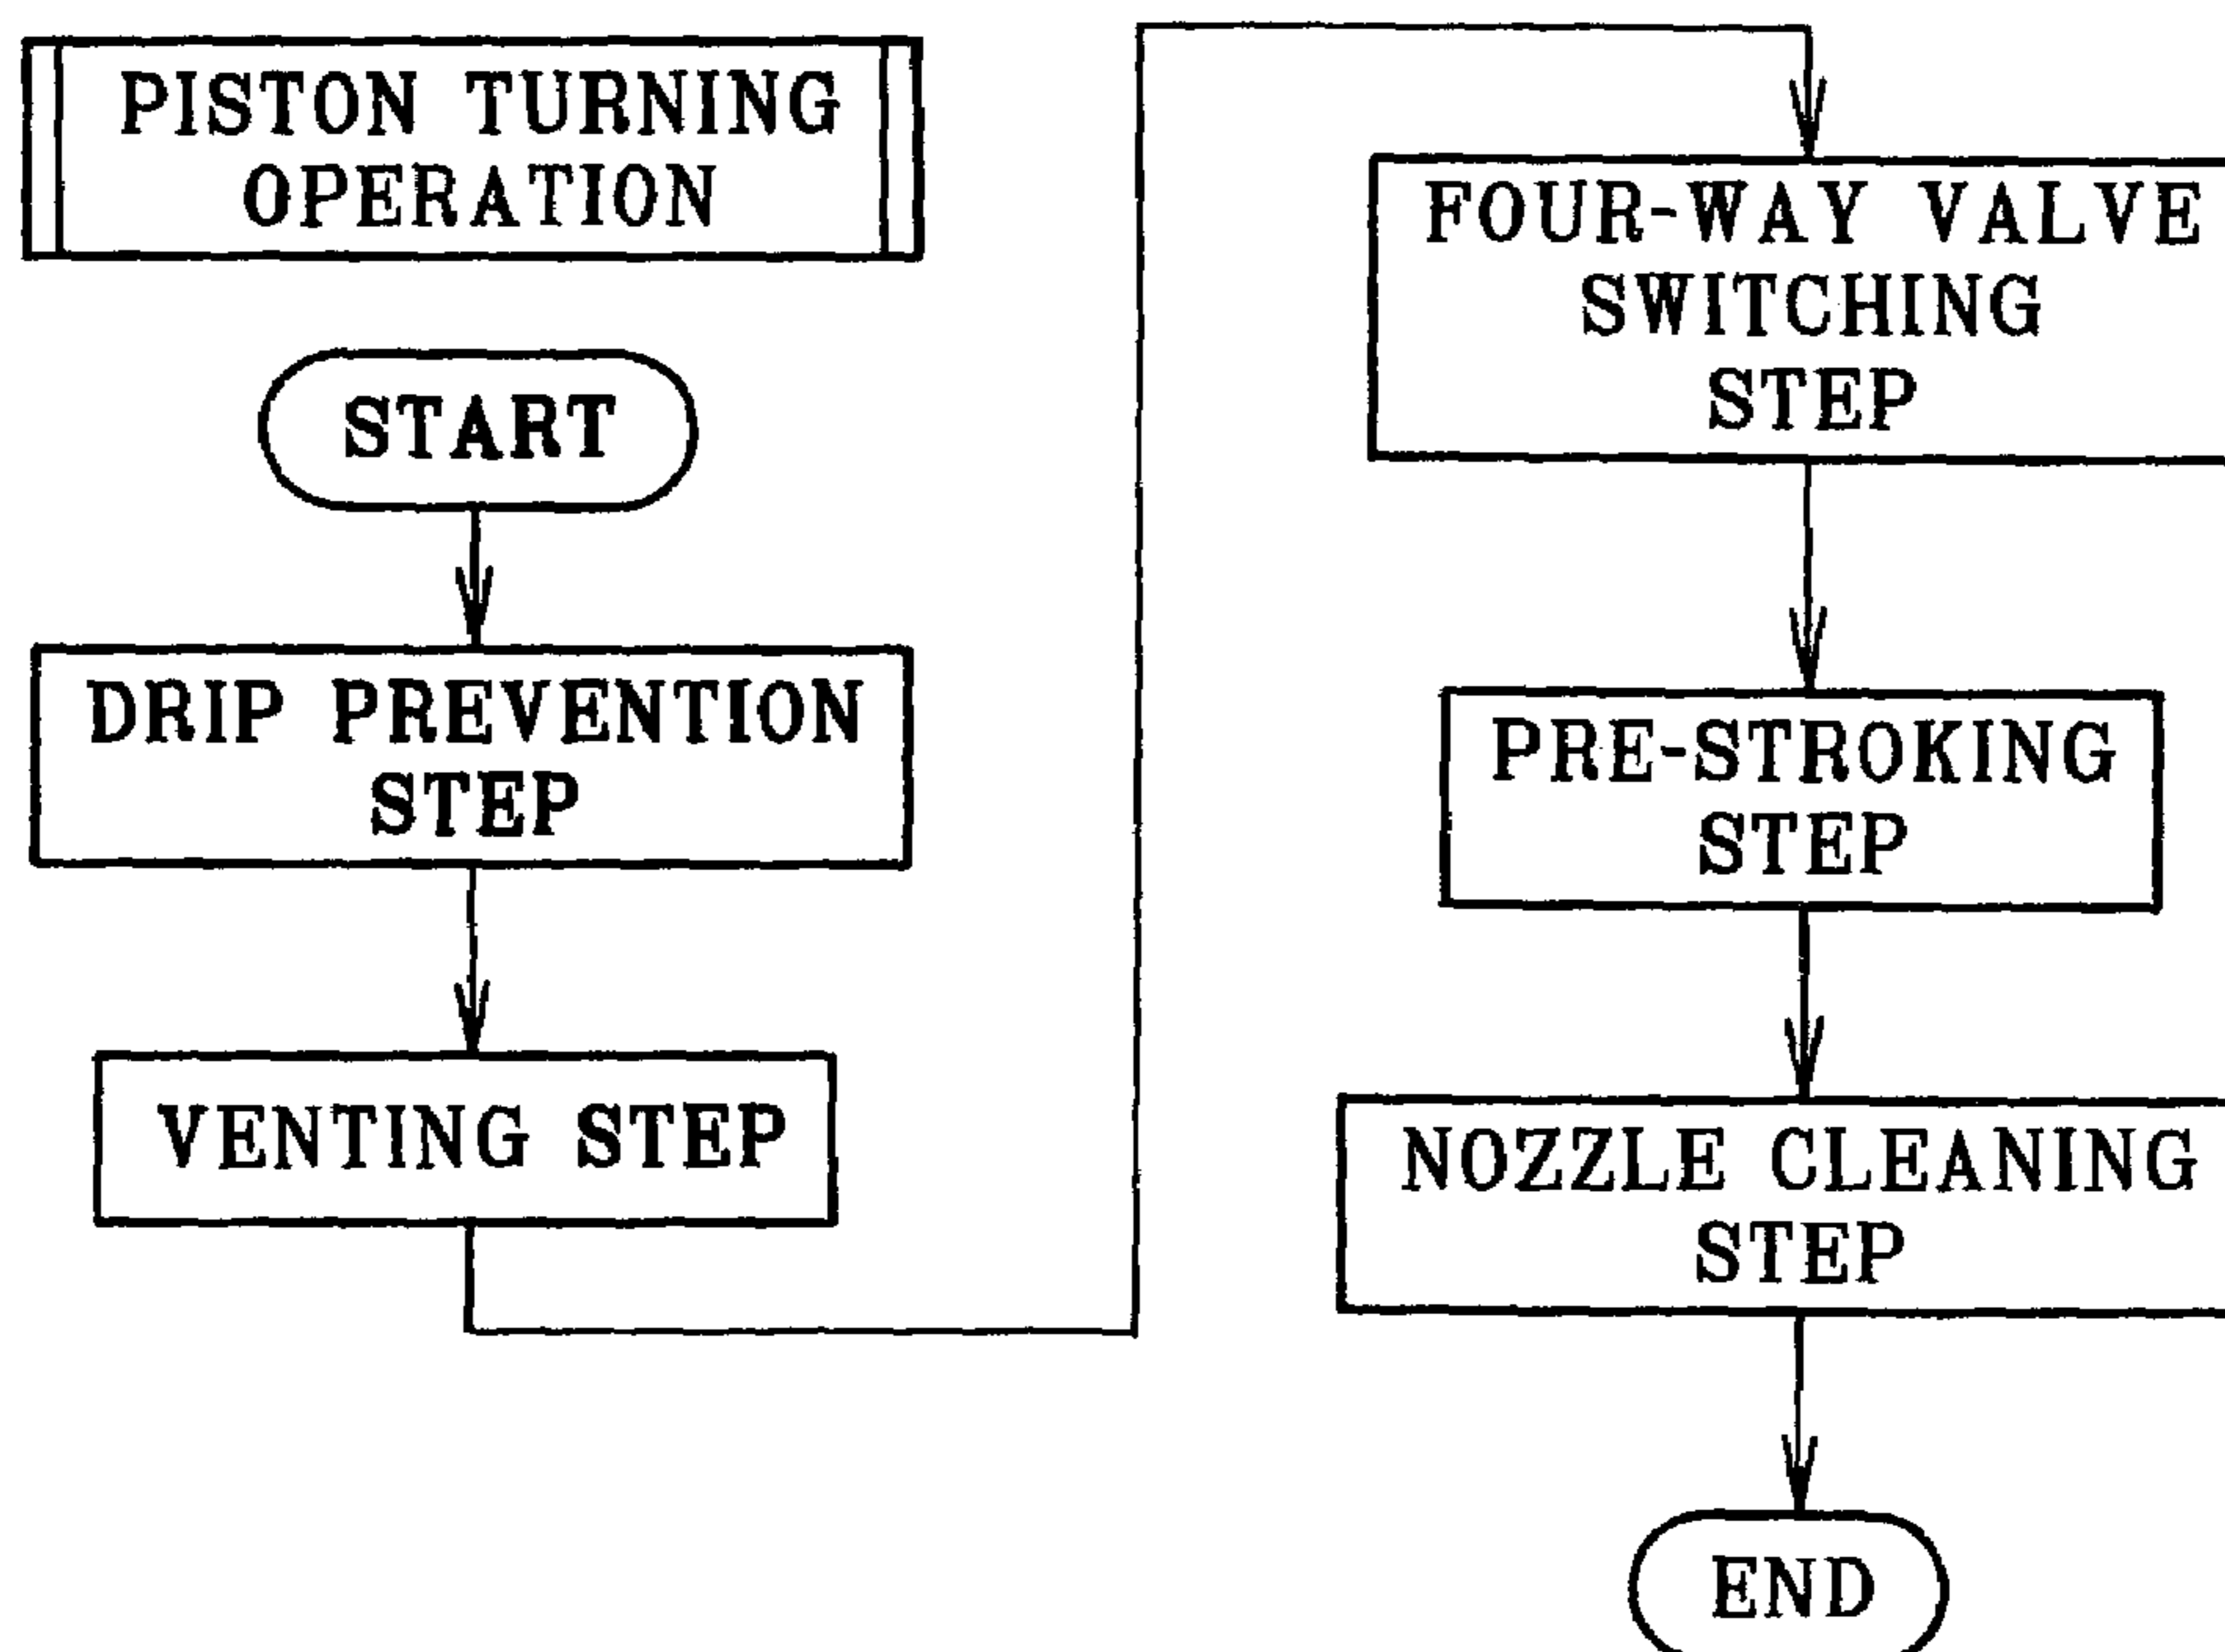 PISTON TURNING
OPERATION
START
DRIP PREVENTION
STEP
VENTING STEP
FOUR-WAY VALVE
SWITCHING
STEP
PRE-STROKING
STEP
NOZZLE CLEANING
STEP
END